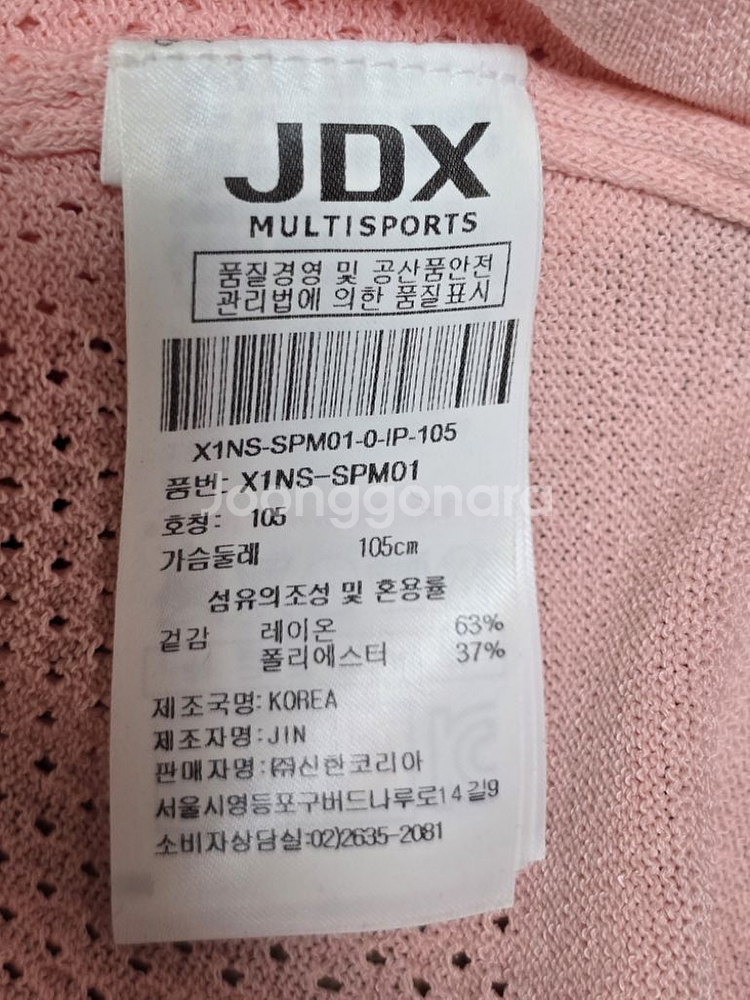 JDX
MULTISPORTS
품질경영 및 공산품안전
관리법에 의한 품질표시
X1NS-SPM01-0-IP-105
품번: X1NS-SPM01
Joonggonara
호칭: 105
가슴둘레 105cm
섬유의조성 및 혼용률
겉감 레이온 63%
폴리에스터 37%
제조국명:KOREA
제조자명:JIN
판매자명:㈜신한코리아
서울시영등포구버드나루로14길9
소비자상담실:02)2635-2081